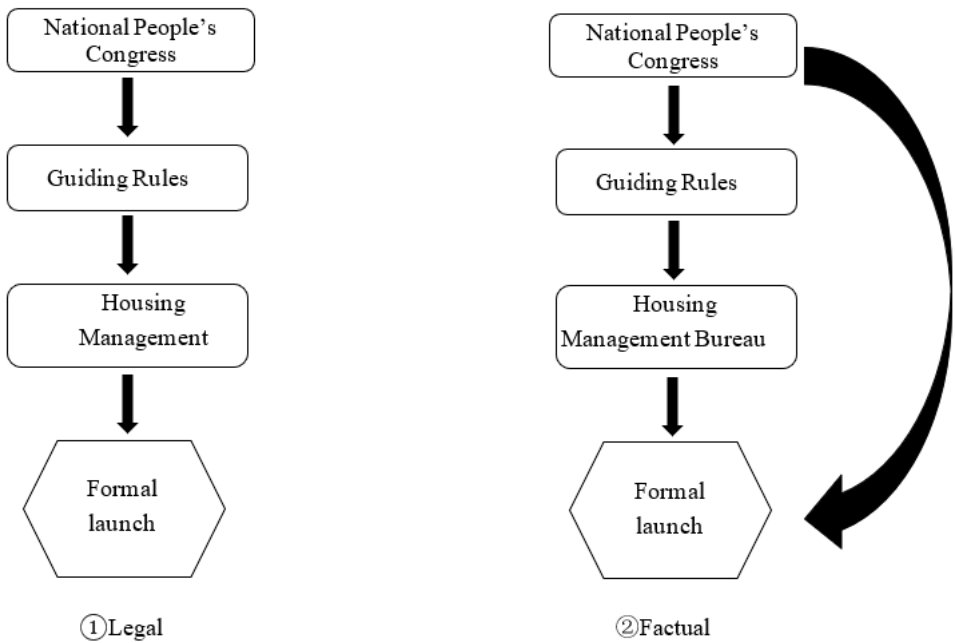 National People’s
Congress
Guiding Rules
Housing
Management
Formal
launch
①Legal
National People’s
Congress
Guiding Rules
Housing
Management Bureau
Formal
launch
②Factual